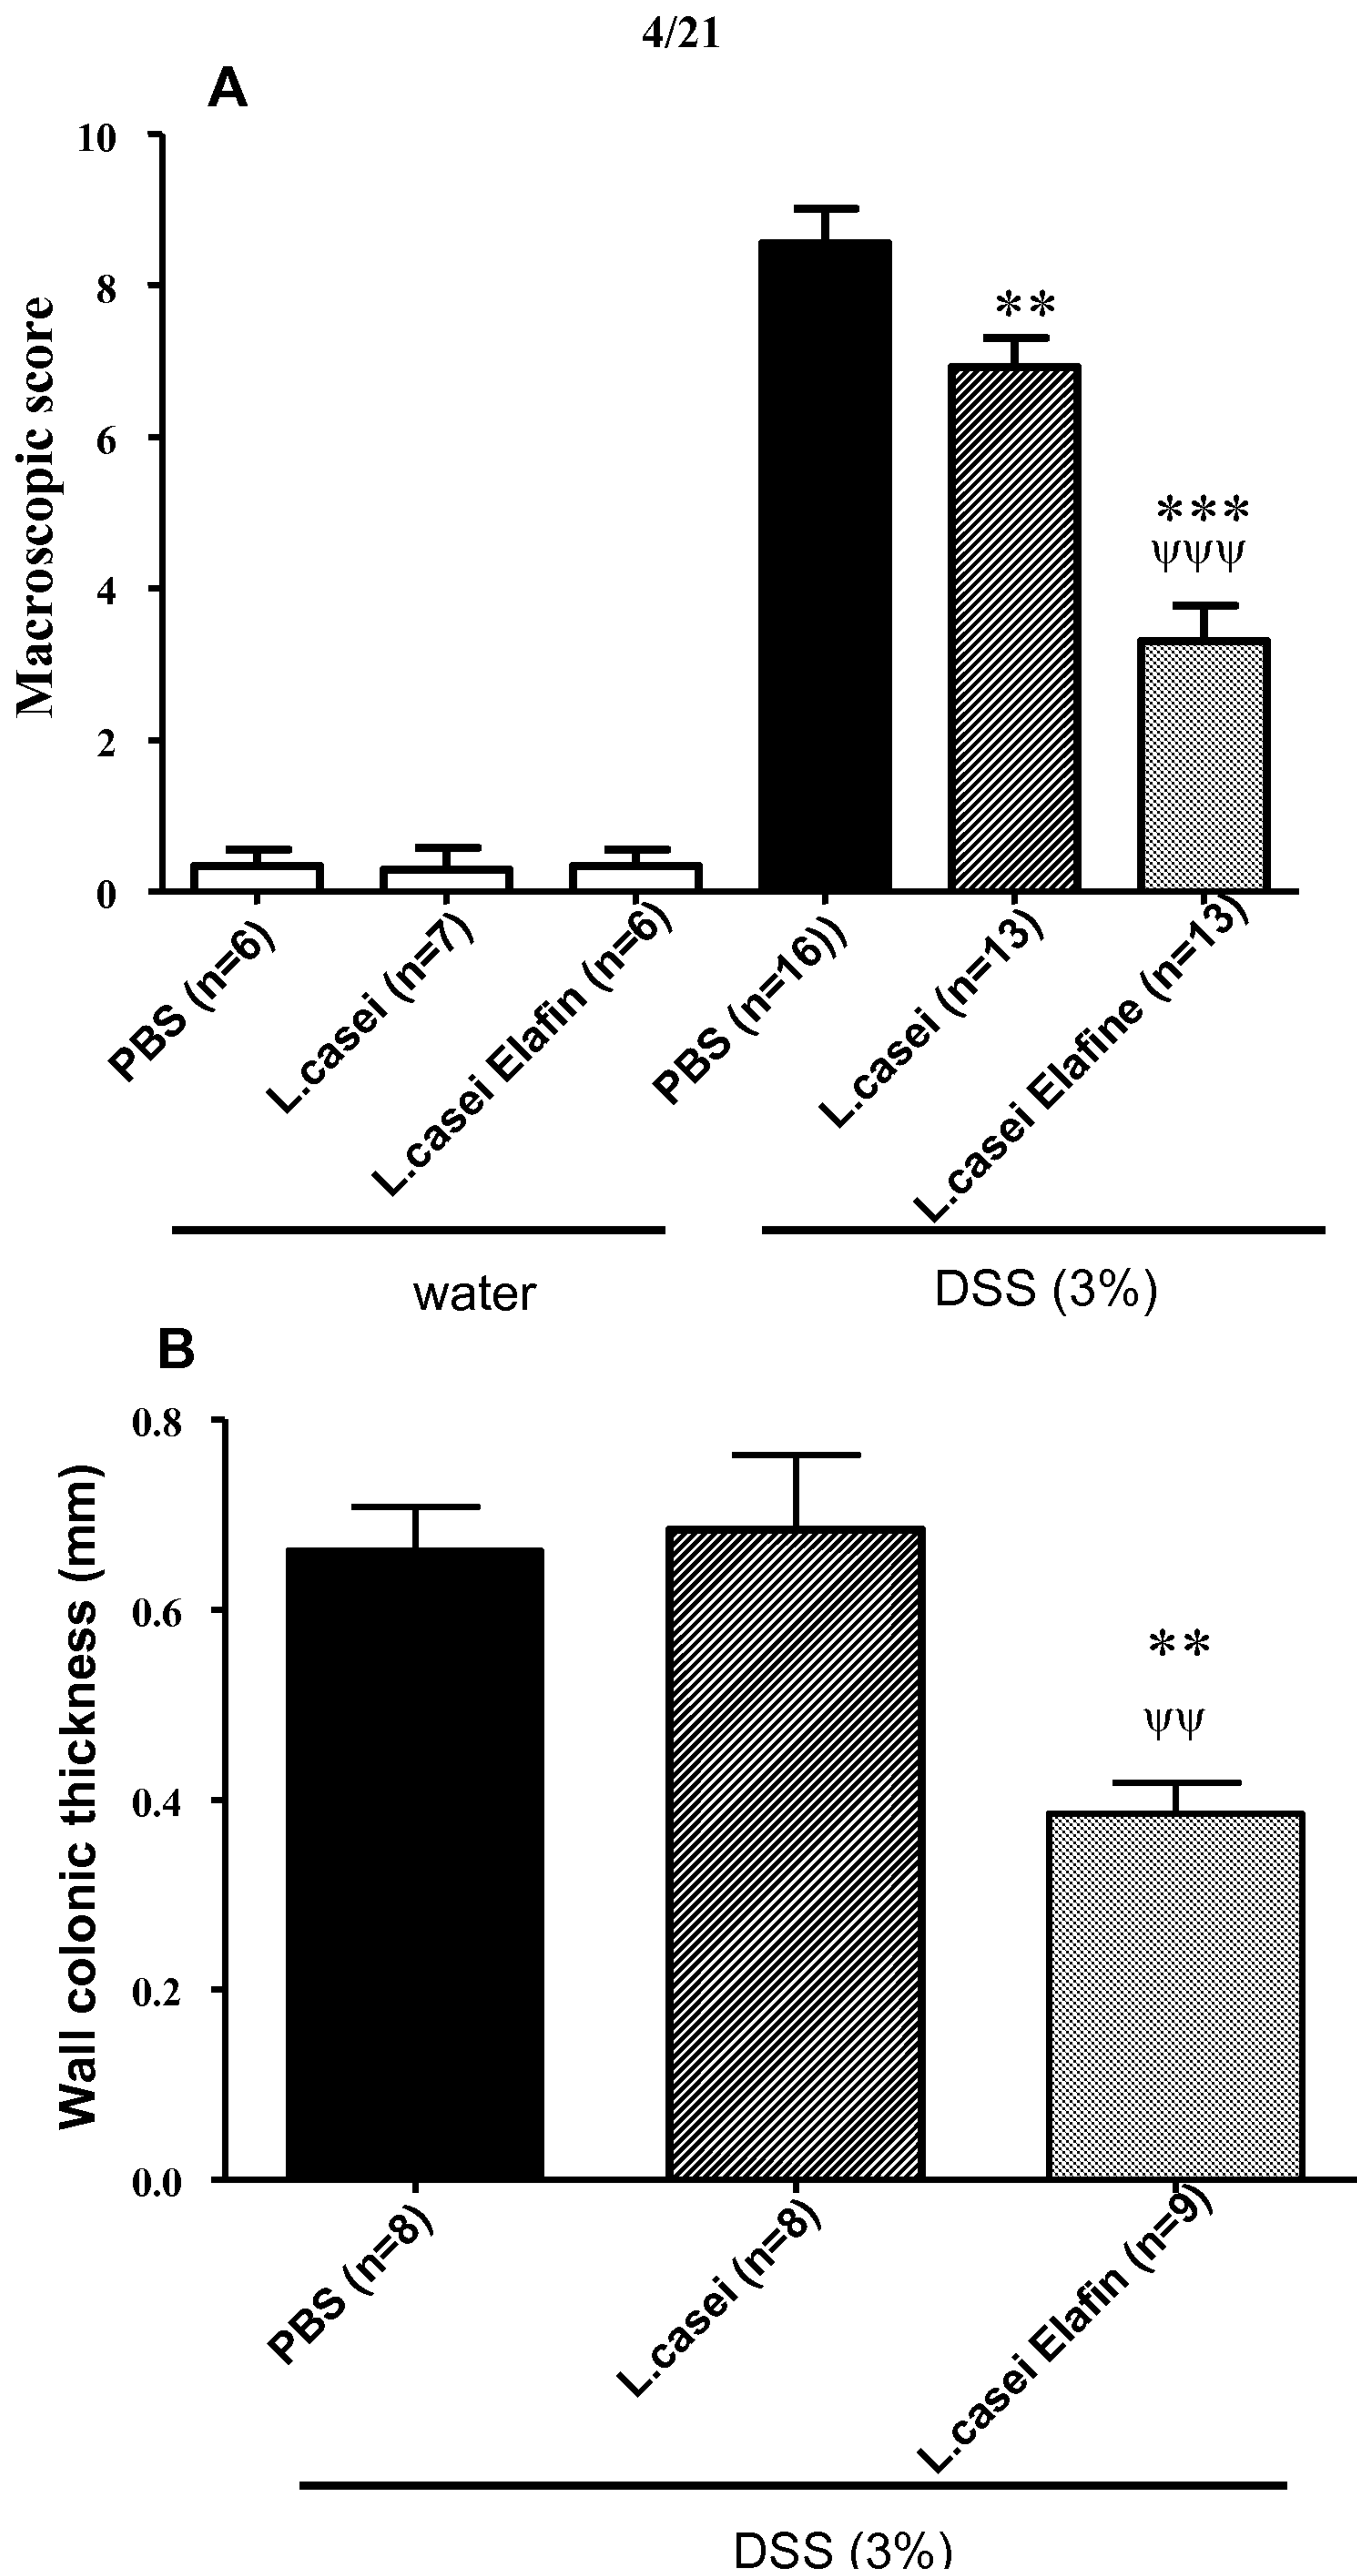 4/21
A
Macroscopic score
10
8
6
4
2
0
**
***
ψψψ
PBS (n=6)
L.casei (n=7)
L.casei Elafin (n=6)
PBS (n=16))
L.casei (n=13)
L.casei Elafine (n=13)
water
DSS (3%)
B
Wall colonic thickness (mm)
0.8
0.6
0.4
0.2
0.0
**
ψψ
PBS (n=8)
L.casei (n=8)
L.casei Elafin (n=9)
DSS (3%)